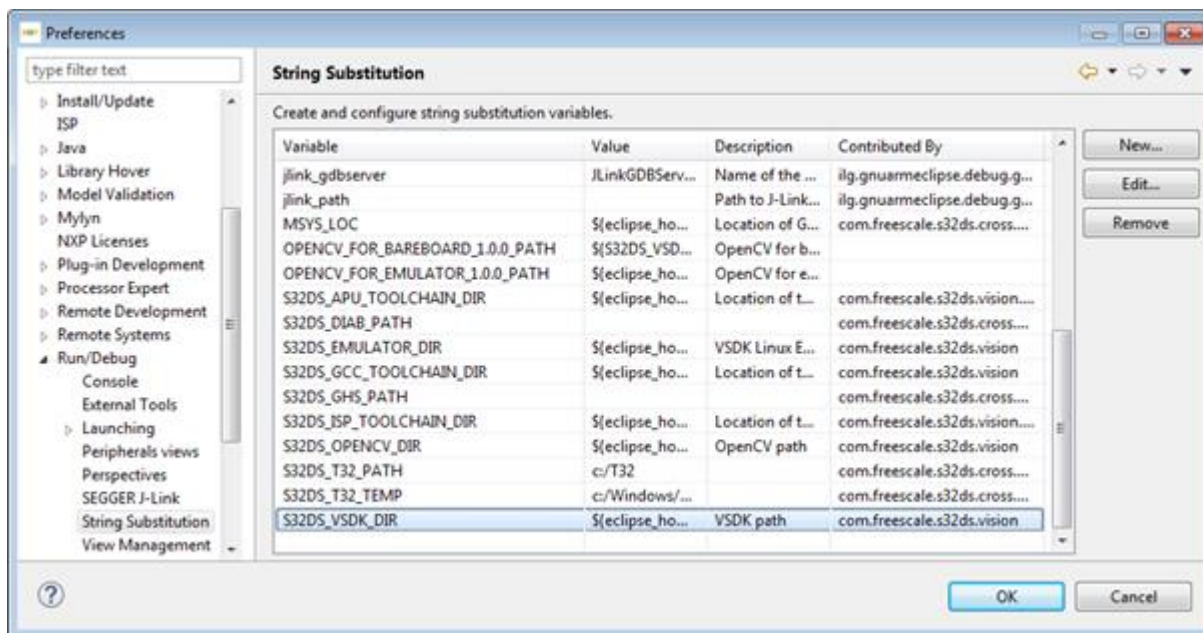 Preferences
type filter text
Install/Update
ISP
Java
Library Hover
Model Validation
Mylyn
NXP Licenses
Plug-in Development
Processor Expert
Remote Development
Remote Systems
Run/Debug
Console
External Tools
Launching
Peripherals views
Perspectives
SEGGER J-Link
String Substitution
View Management
String Substitution
Create and configure string substitution variables.
Variable Value Description Contributed By
jlink_gdbserver JLinkGDBServ... Name of the ... ilg.gnuarmeclipse.debug.g...
jlink_path Path to J-Link... ilg.gnuarmeclipse.debug.g...
MSYS_LOC ${eclipse_ho... Location of G... com.freescale.s32ds.cross....
OPENCV_FOR_BAREBOARD_1.0.0_PATH ${S32DS_VSD... OpenCV for b...
OPENCV_FOR_EMULATOR_1.0.0_PATH ${eclipse_ho... OpenCV for e...
S32DS_APU_TOOLCHAIN_DIR ${eclipse_ho... Location of t... com.freescale.s32ds.vision....
S32DS_DIAB_PATH com.freescale.s32ds.cross....
S32DS_EMULATOR_DIR ${eclipse_ho... VSDK Linux E... com.freescale.s32ds.vision
S32DS_GCC_TOOLCHAIN_DIR ${eclipse_ho... Location of t... com.freescale.s32ds.vision
S32DS_GHS_PATH com.freescale.s32ds.cross....
S32DS_ISP_TOOLCHAIN_DIR ${eclipse_ho... Location of t... com.freescale.s32ds.vision....
S32DS_OPENCV_DIR ${eclipse_ho... OpenCV path com.freescale.s32ds.vision
S32DS_T32_PATH c:/T32 com.freescale.s32ds.cross....
S32DS_T32_TEMP c:/Windows/... com.freescale.s32ds.cross....
S32DS_VSDK_DIR ${eclipse_ho... VSDK path com.freescale.s32ds.vision
New...
Edit...
Remove
OK
Cancel